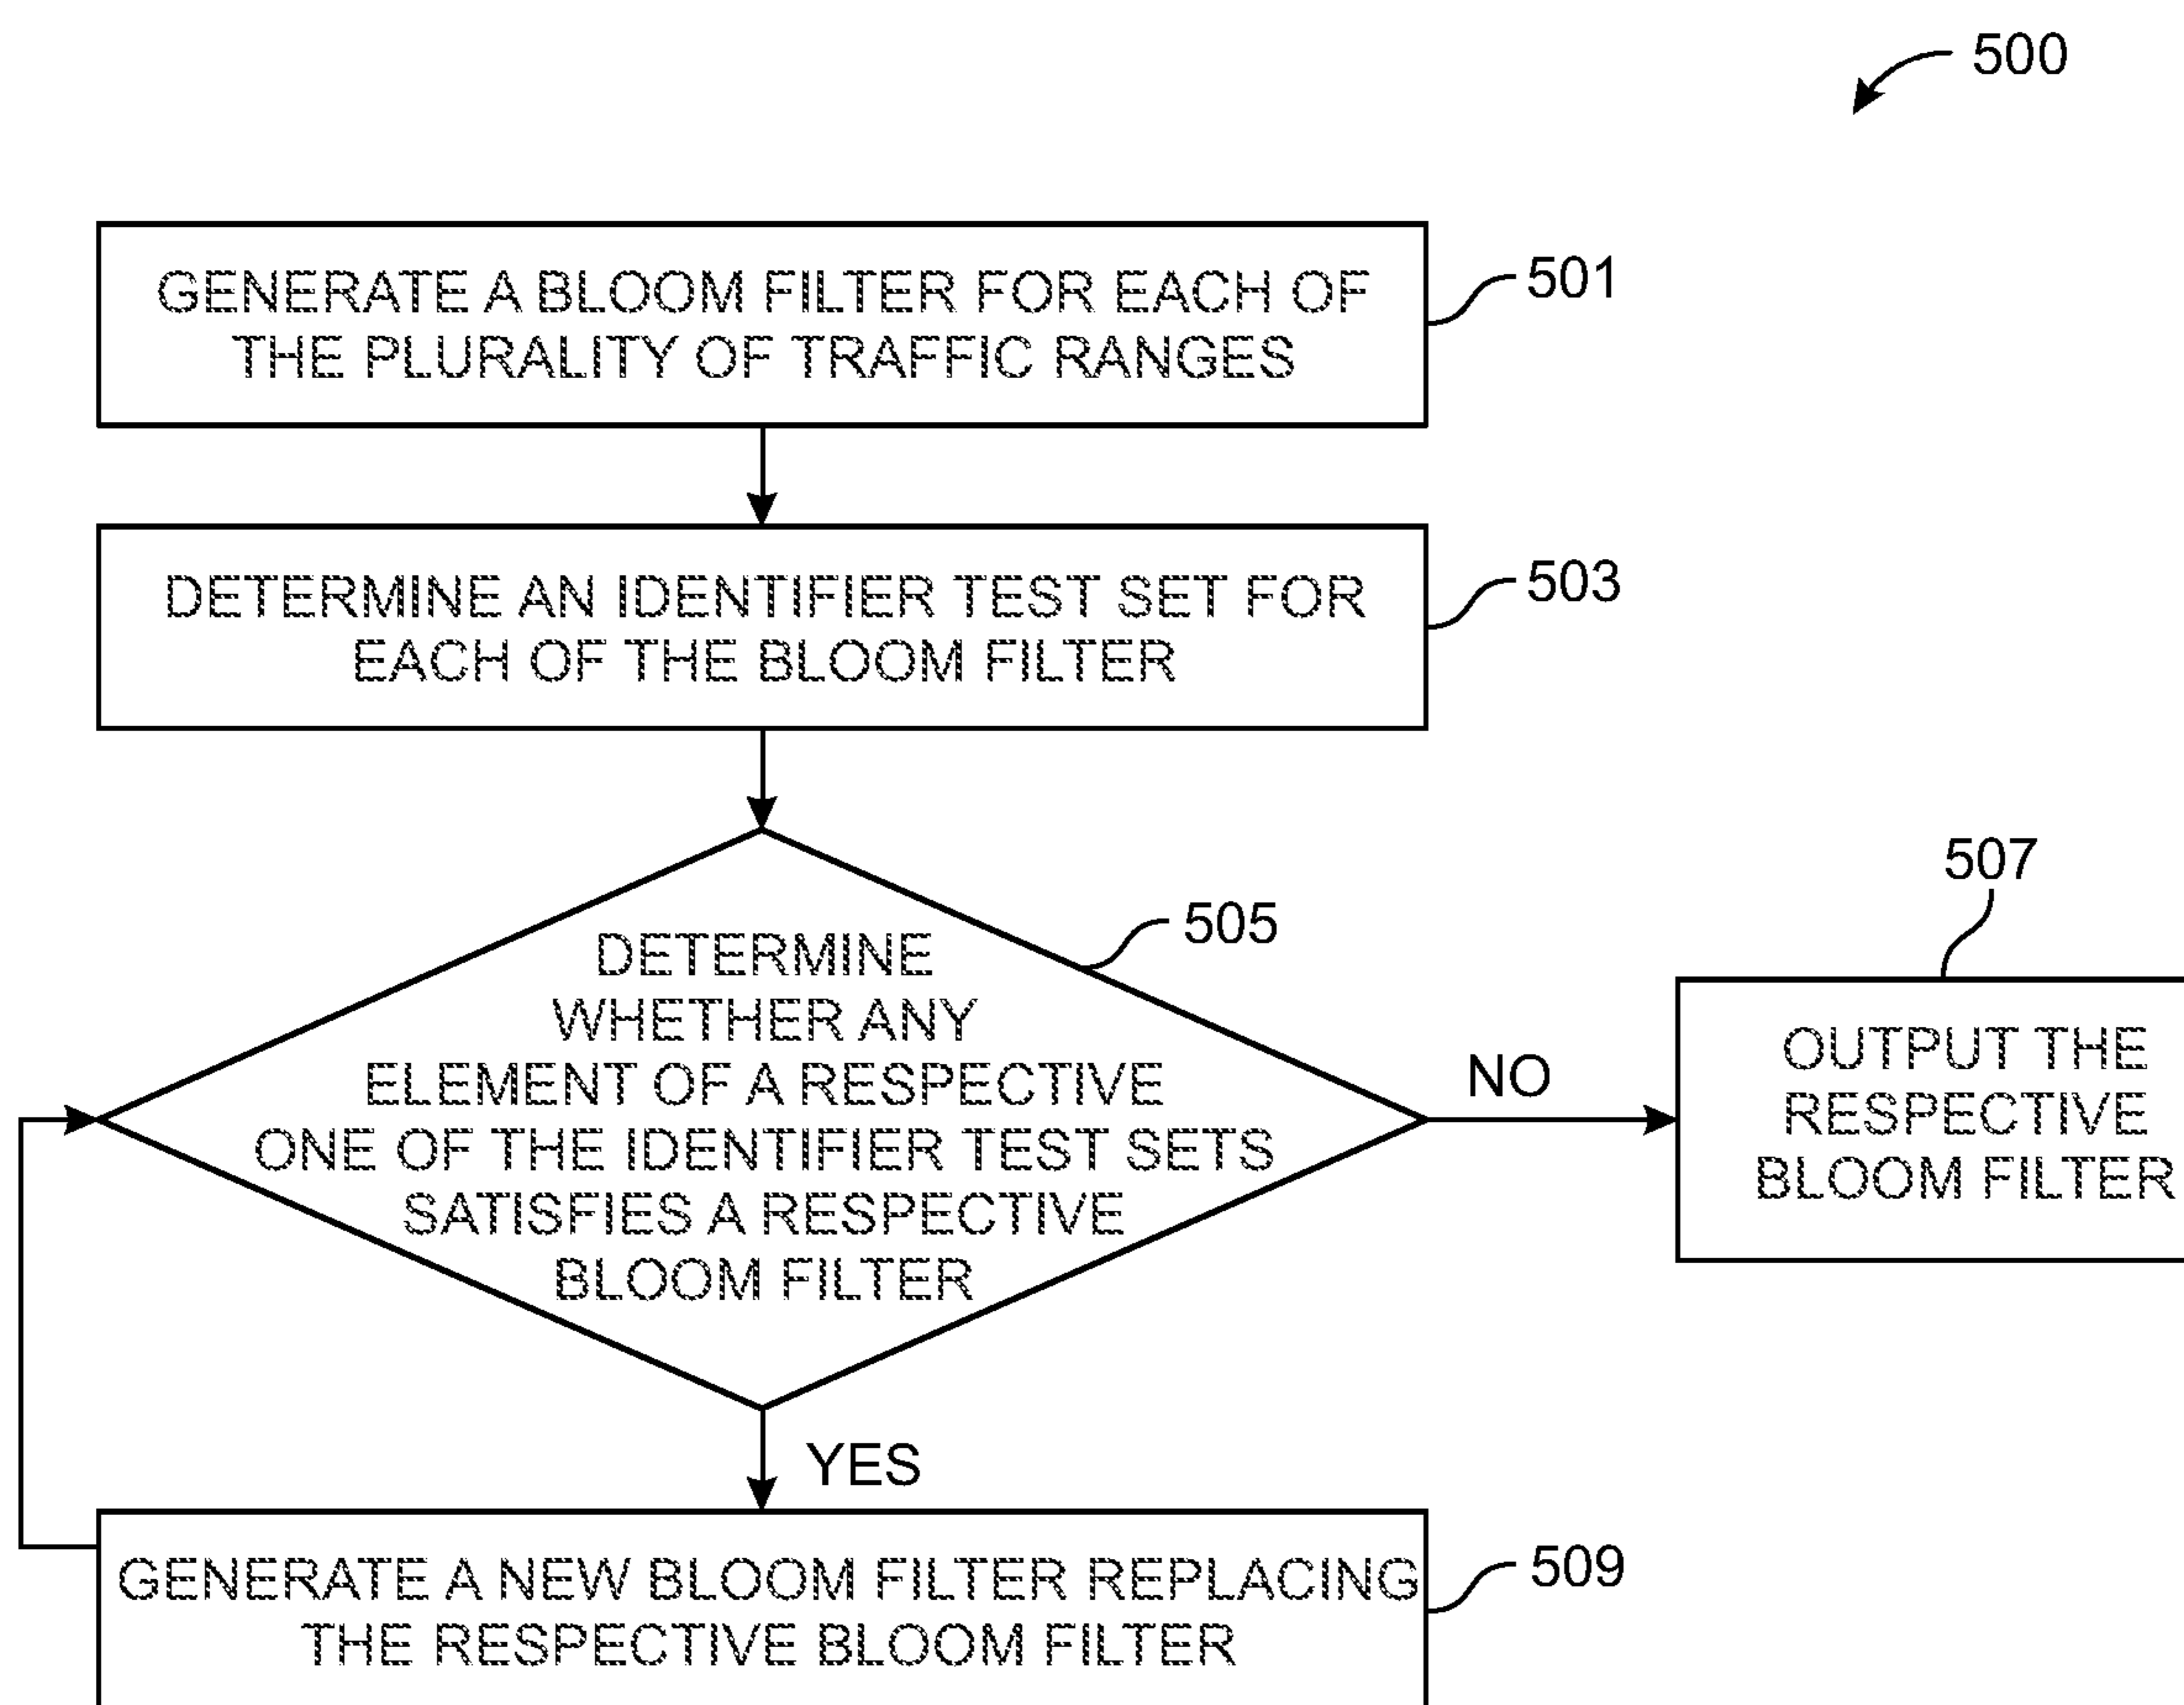 500
GENERATE A BLOOM FILTER FOR EACH OF
THE PLURALITY OF TRAFFIC RANGES
501
DETERMINE AN IDENTIFIER TEST SET FOR
EACH OF THE BLOOM FILTER
503
DETERMINE
WHETHER ANY
ELEMENT OF A RESPECTIVE
ONE OF THE IDENTIFIER TEST SETS
SATISFIES A RESPECTIVE
BLOOM FILTER
505
NO
507
OUTPUT THE
RESPECTIVE
BLOOM FILTER
YES
GENERATE A NEW BLOOM FILTER REPLACING
THE RESPECTIVE BLOOM FILTER
509